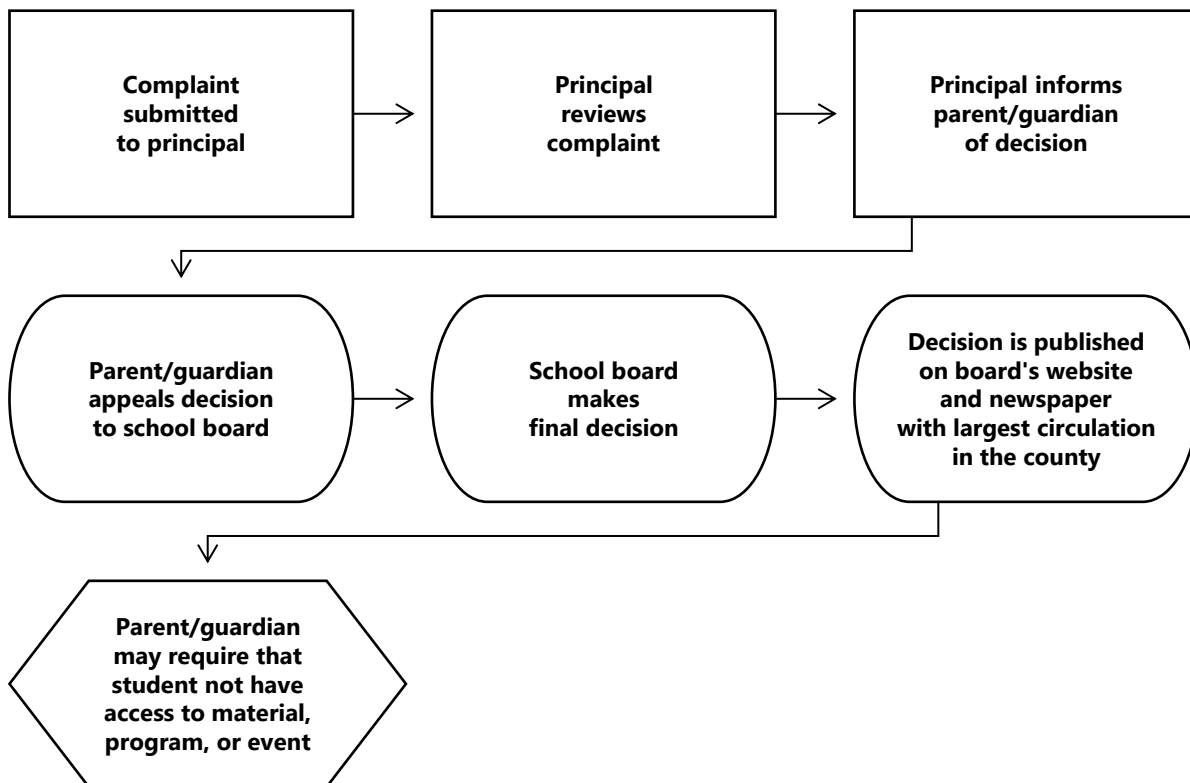 Complaint
submitted
to principal
Principal
reviews
complaint
Principal informs
parent/guardian
of decision
Parent/guardian
appeals decision
to school board
School board
makes
final decision
Decision is published
on board's website
and newspaper
with largest circulation
in the county
Parent/guardian
may require that
student not have
access to material,
program, or event